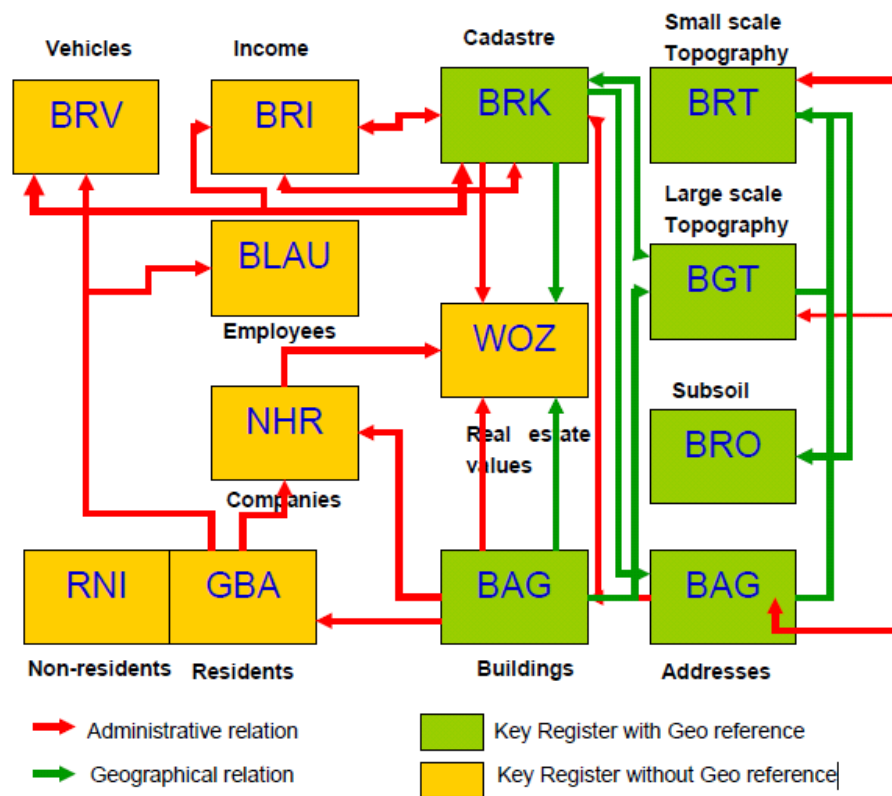 Vehicles
Income
Cadastre
Small scale
Topography
BRV
BRI
BRK
BRT
Large scale
Topography
BLAU
BGT
Employees
WOZ
NHR
Subsoil
Real estate
values
BRO
Companies
RNI
GBA
BAG
BAG
Non-residents
Residents
Buildings
Addresses
Administrative relation
Key Register with Geo reference
Geographical relation
Key Register without Geo reference